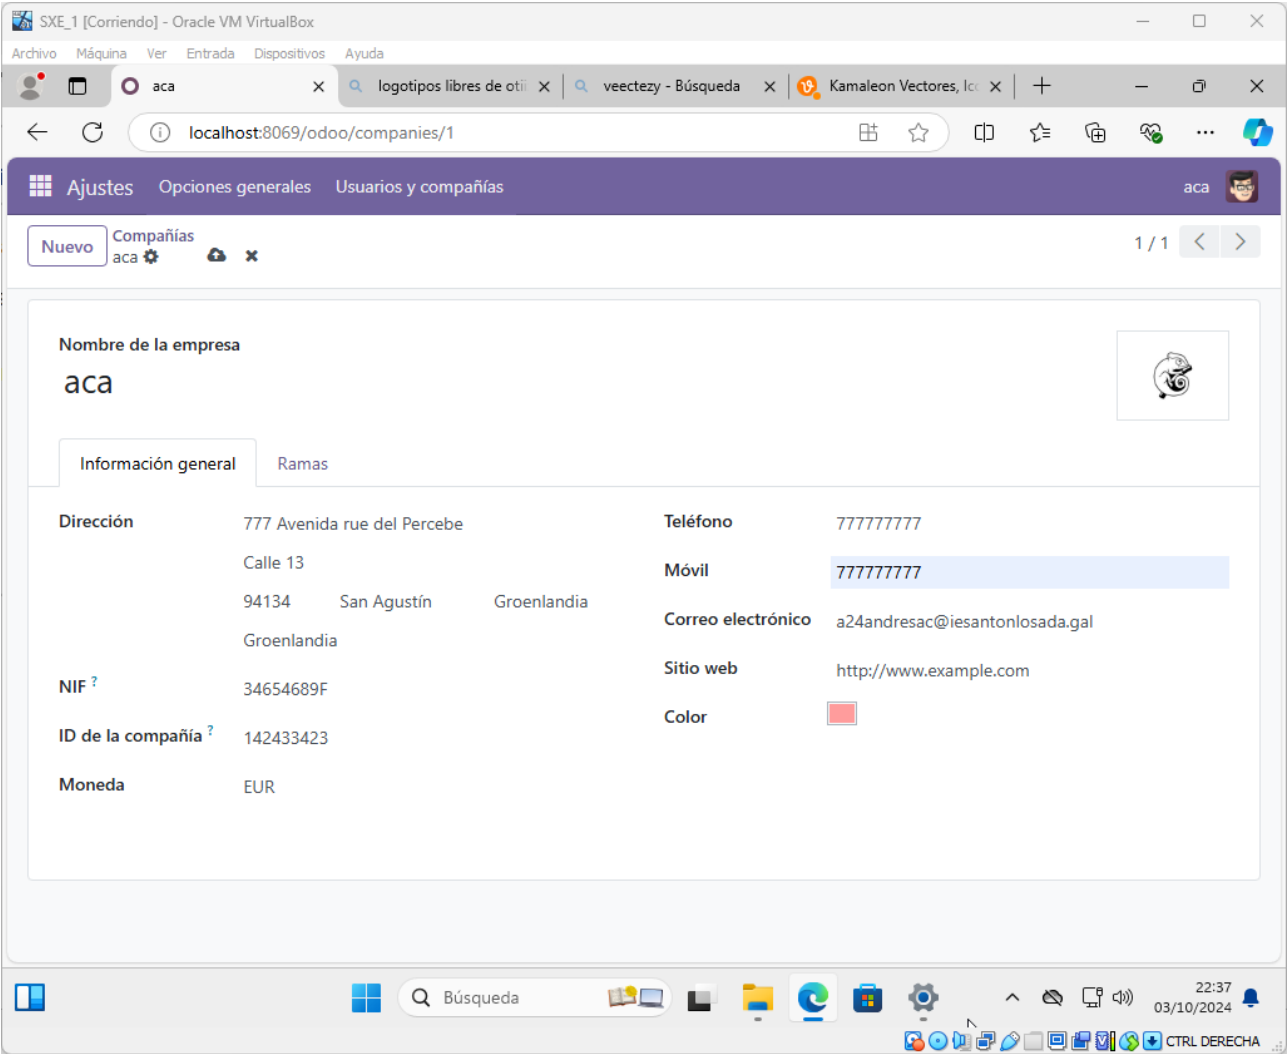 SXE_1 [Corriendo] - Oracle VM VirtualBox
Archivo Máquina Ver Entrada Dispositivos Ayuda
aca
logotipos libres de
veectezy - Búsqueda
Kamaleon Vectores,
localhost:8069/odoo/companies/1
Ajustes Opciones generales Usuarios y compañías aca
Nuevo
Compañías
aca
1 / 1
Nombre de la empresa
aca
Información general Ramas
Dirección 777 Avenida rue del Percebe
Calle 13
94134 San Agustín Groenlandia
Groenlandia
NIF ? 34654689F
ID de la compañía ? 142433423
Moneda EUR
Teléfono 777777777
Móvil 777777777
Correo electrónico a24andresac@iesantonlosada.gal
Sitio web http://www.example.com
Color
Búsqueda
22:37
03/10/2024
CTRL DERECHA